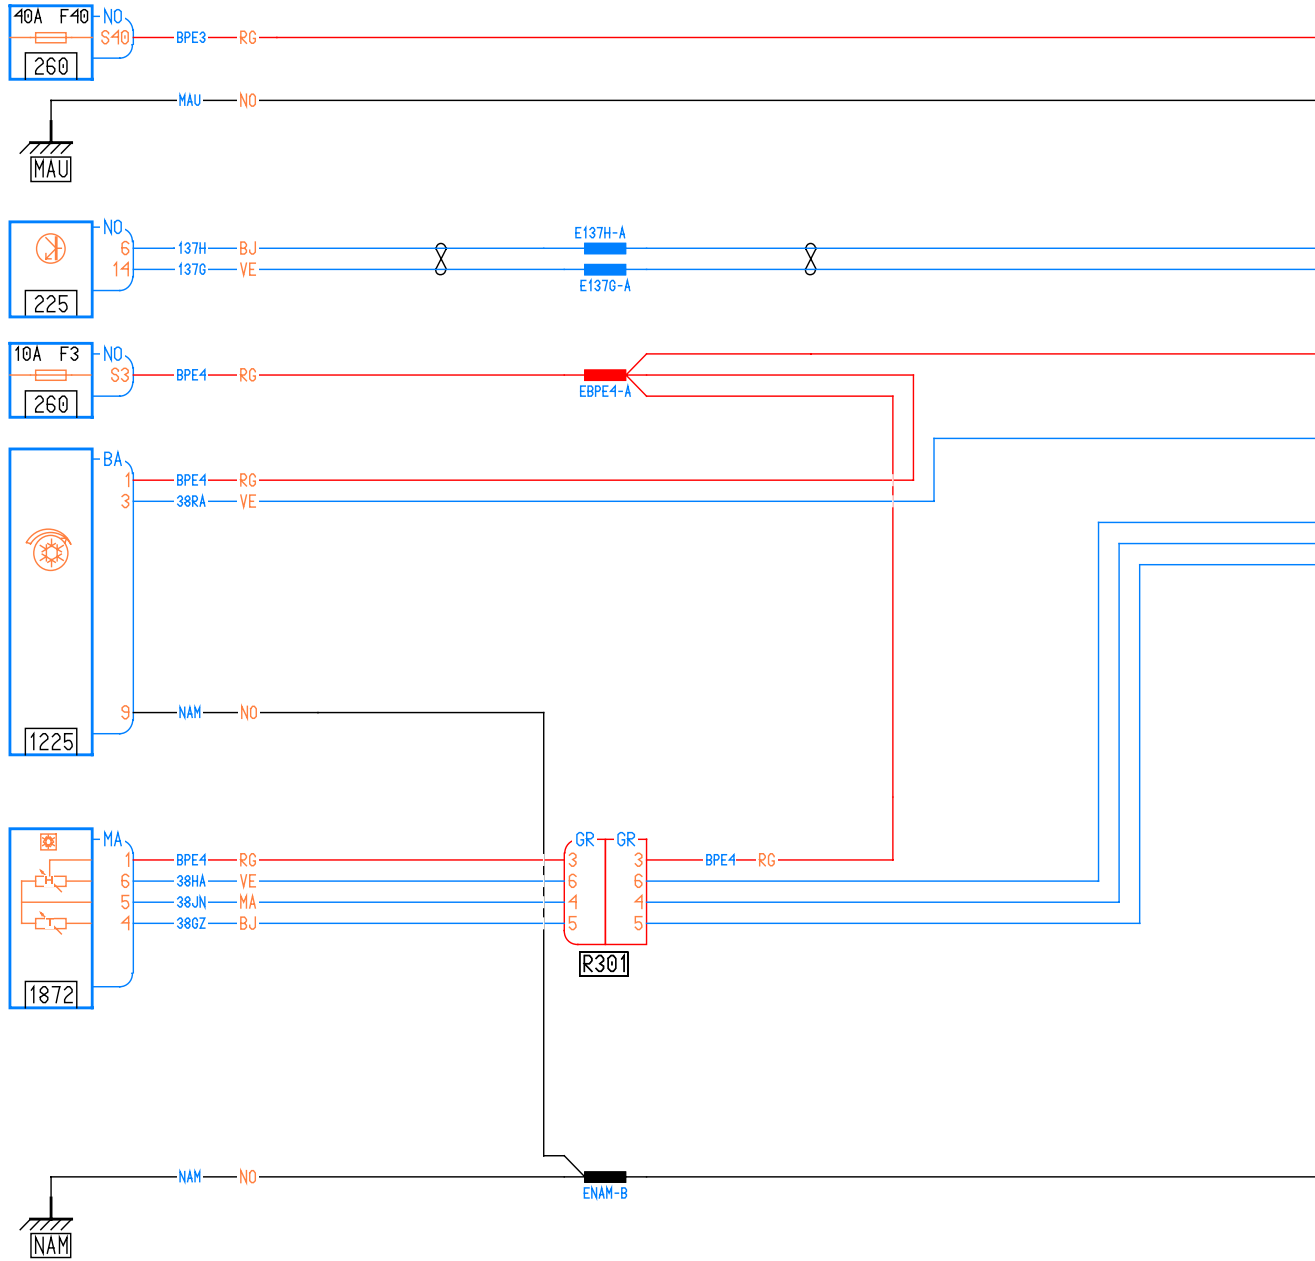 40A F40 NO
S40 BPE3 RG
260
MAU NO
MAU
NO
E137H-A
6 137H BJ
14 137G VE
E137G-A
225
10A F3 NO
S3 BPE4 RG
EBPE4-A
260
BA
1 BPE4 RG
3 38RA VE
9 NAM NO
1225
MA GR GR
1 BPE4 RG 3 3 BPE4 RG
6 38HA VE 6 6
5 38JN MA 4 4
4 38GZ BJ 5 5
R301
1872
NAM NO
ENAM-B
NAM